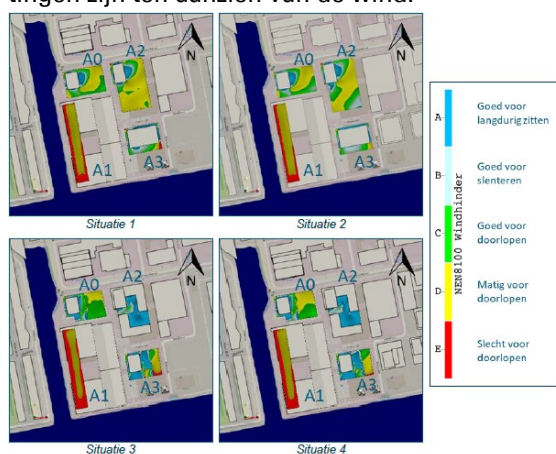 tingen zijn ten aanzien van de wind.
A0 A2
N
A1 A3
Situatie 1
A0 A2
N
A1 A3
Situatie 2
A0 A2
N
A1 A3
Situatie 3
A0 A2
N
A1 A3
Situatie 4
NEN8100 Windhinder
A
Goed voor
langdurig zitten
B
Goed voor
slenteren
C
Goed voor
doorlopen
D
Matig voor
doorlopen
E
Slecht voor
doorlopen